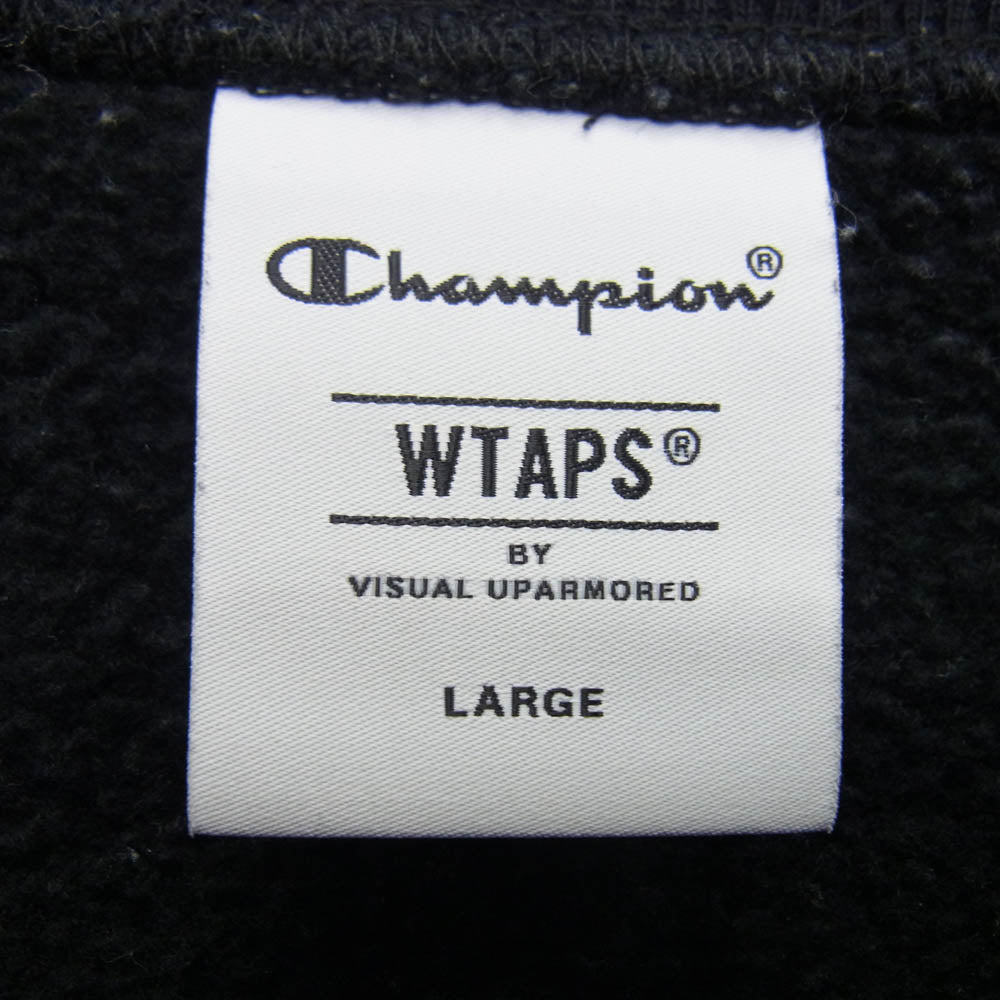 Champion®
WTAPS®
BY
VISUAL UPARMORED
LARGE